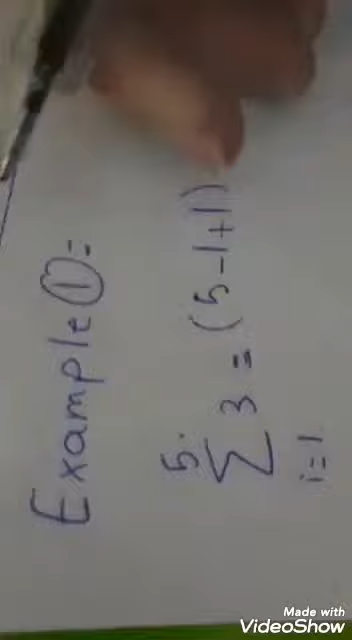 Example ① =
5
∑ 3 = (5-1+1)
i=1
Made with
VideoShow